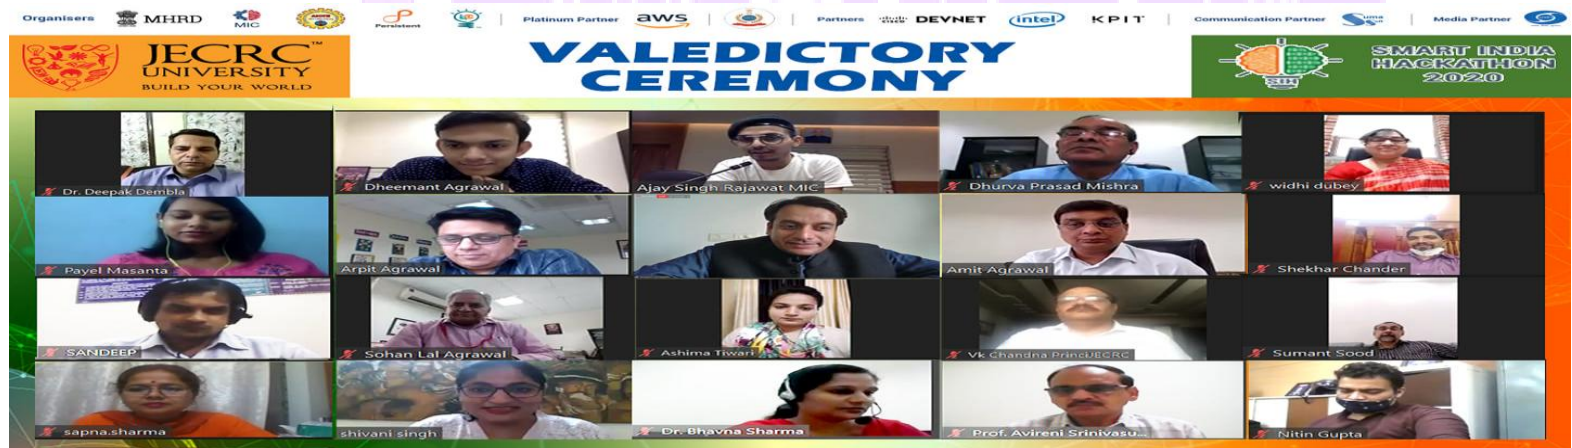 Organisers MHRD MIC Persistent Platinum Partner aws Partners CISCO DEVNET intel KPIT Communication Partner Media Partner
JECRC™
UNIVERSITY
BUILD YOUR WORLD
VALEDICTORY
CEREMONY
SIH
SMART INDIA
HACKATHON
2020
Dr. Deepak Dembla
Dheemant Agrawal
Ajay Singh Rajawat MIC
Dhurva Prasad Mishra
widhi dubey
Payel Masanta
Arpit Agrawal
Amit Agrawal
Shekhar Chander
SANDEEP
Sohan Lal Agrawal
Ashima Tiwari
Vk Chandna PrinciJECRC
Sumant Sood
sapna.sharma
shivani singh
Dr. Bhavna Sharma
Prof. Avireni Srinivasu...
Nitin Gupta